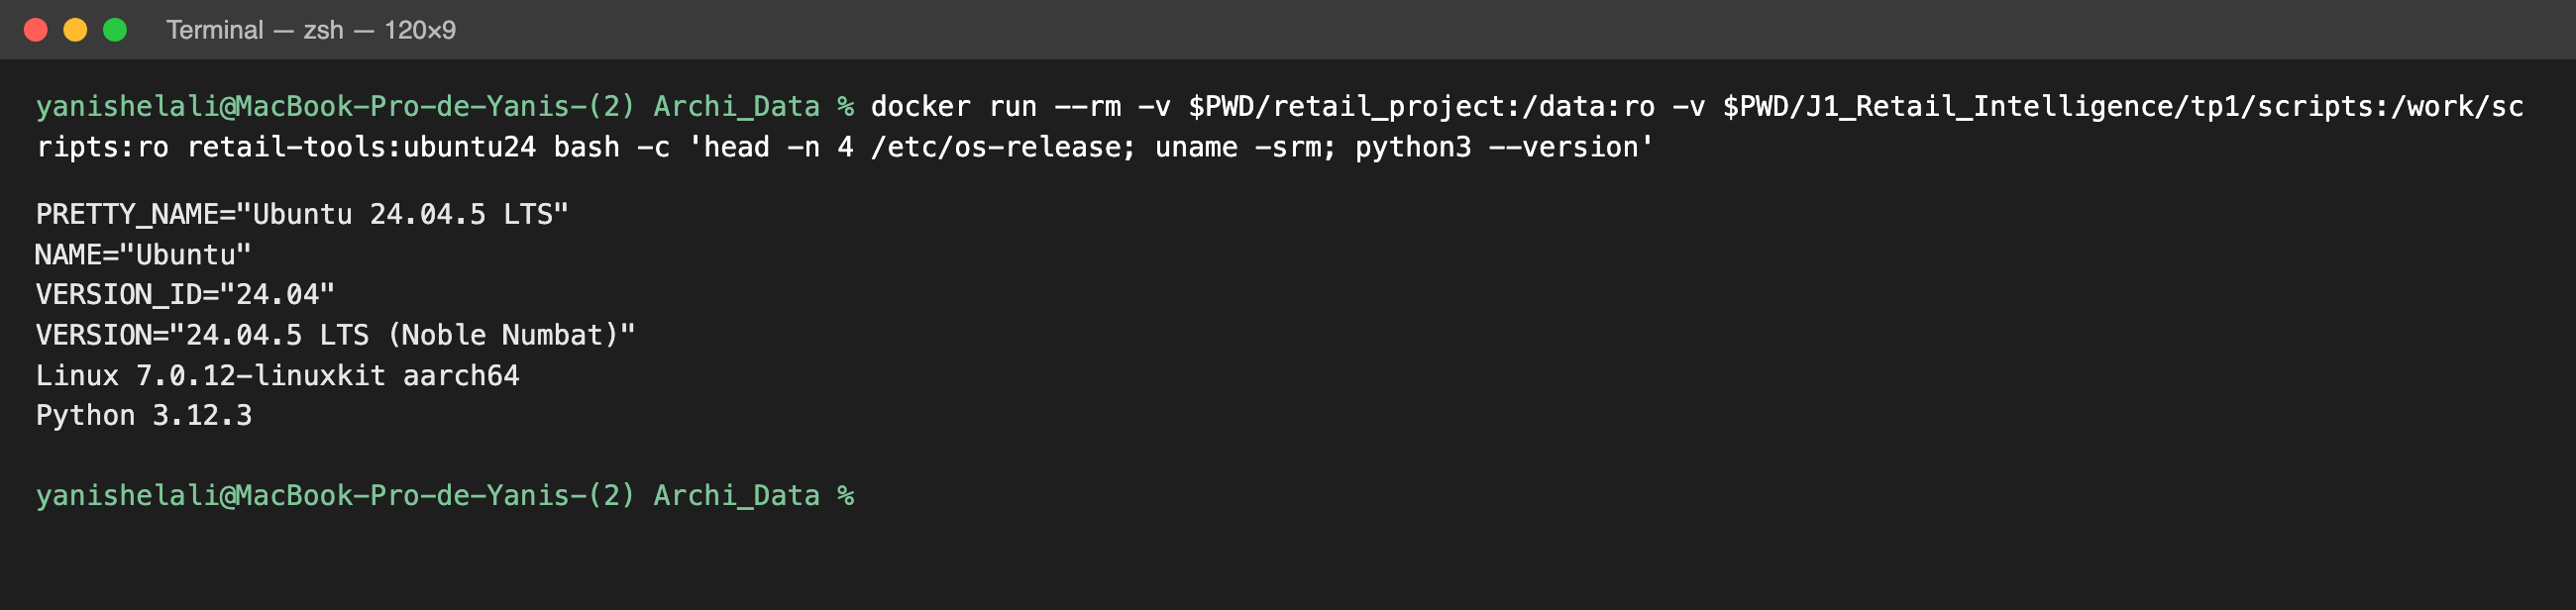 Terminal — zsh — 120×9
yanishelali@MacBook-Pro-de-Yanis-(2) Archi_Data % docker run --rm -v $PWD/retail_project:/data:ro -v $PWD/J1_Retail_Intelligence/tp1/scripts:/work/sc
ripts:ro retail-tools:ubuntu24 bash -c 'head -n 4 /etc/os-release; uname -srm; python3 --version'
PRETTY_NAME="Ubuntu 24.04.5 LTS"
NAME="Ubuntu"
VERSION_ID="24.04"
VERSION="24.04.5 LTS (Noble Numbat)"
Linux 7.0.12-linuxkit aarch64
Python 3.12.3
yanishelali@MacBook-Pro-de-Yanis-(2) Archi_Data %